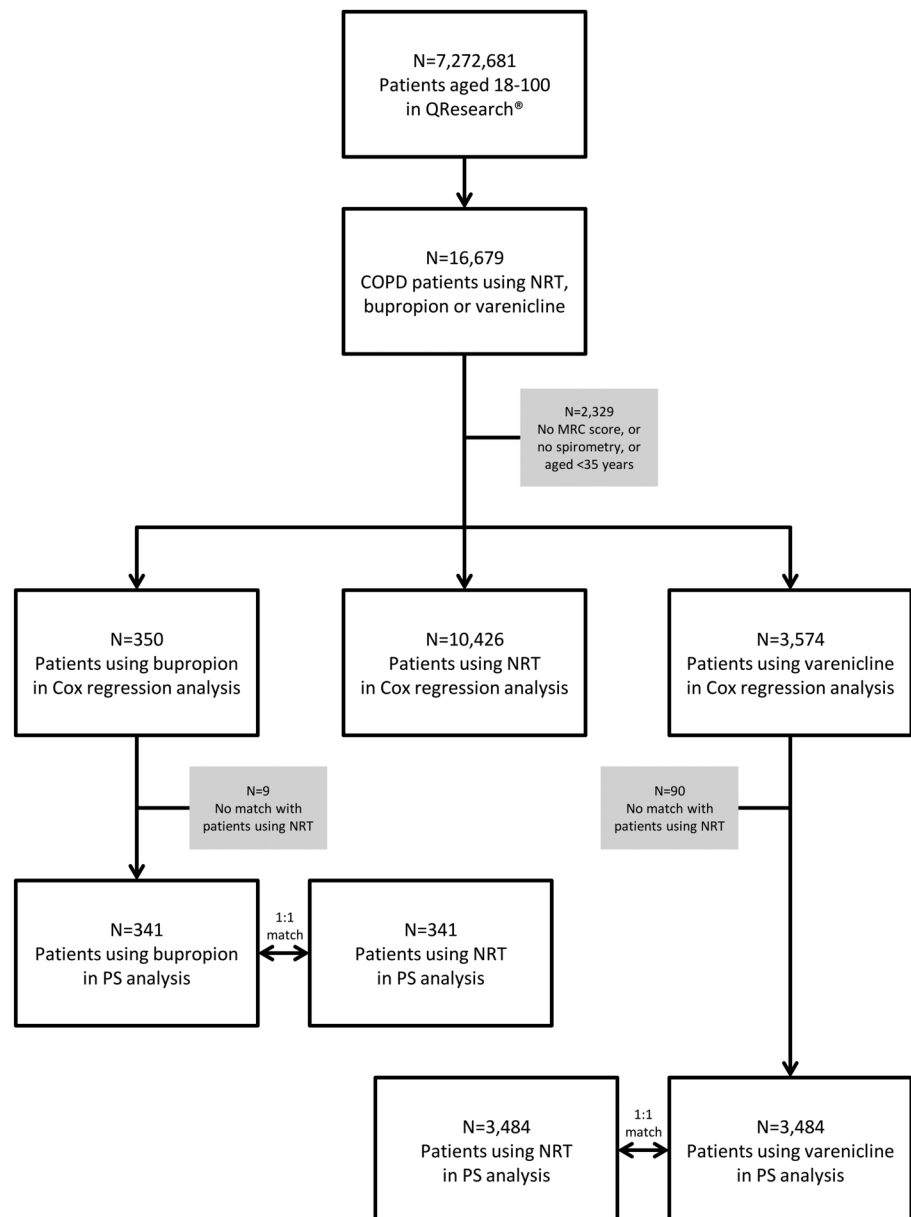 N=7,272,681
Patients aged 18-100
in QResearch®
N=16,679
COPD patients using NRT,
bupropion or varenicline
N=2,329
No MRC score, or
no spirometry, or
aged <35 years
N=350
Patients using bupropion
in Cox regression analysis
N=10,426
Patients using NRT
in Cox regression analysis
N=3,574
Patients using varenicline
in Cox regression analysis
N=9
No match with
patients using NRT
N=90
No match with
patients using NRT
N=341
Patients using bupropion
in PS analysis
1:1
match
N=341
Patients using NRT
in PS analysis
N=3,484
Patients using NRT
in PS analysis
1:1
match
N=3,484
Patients using varenicline
in PS analysis